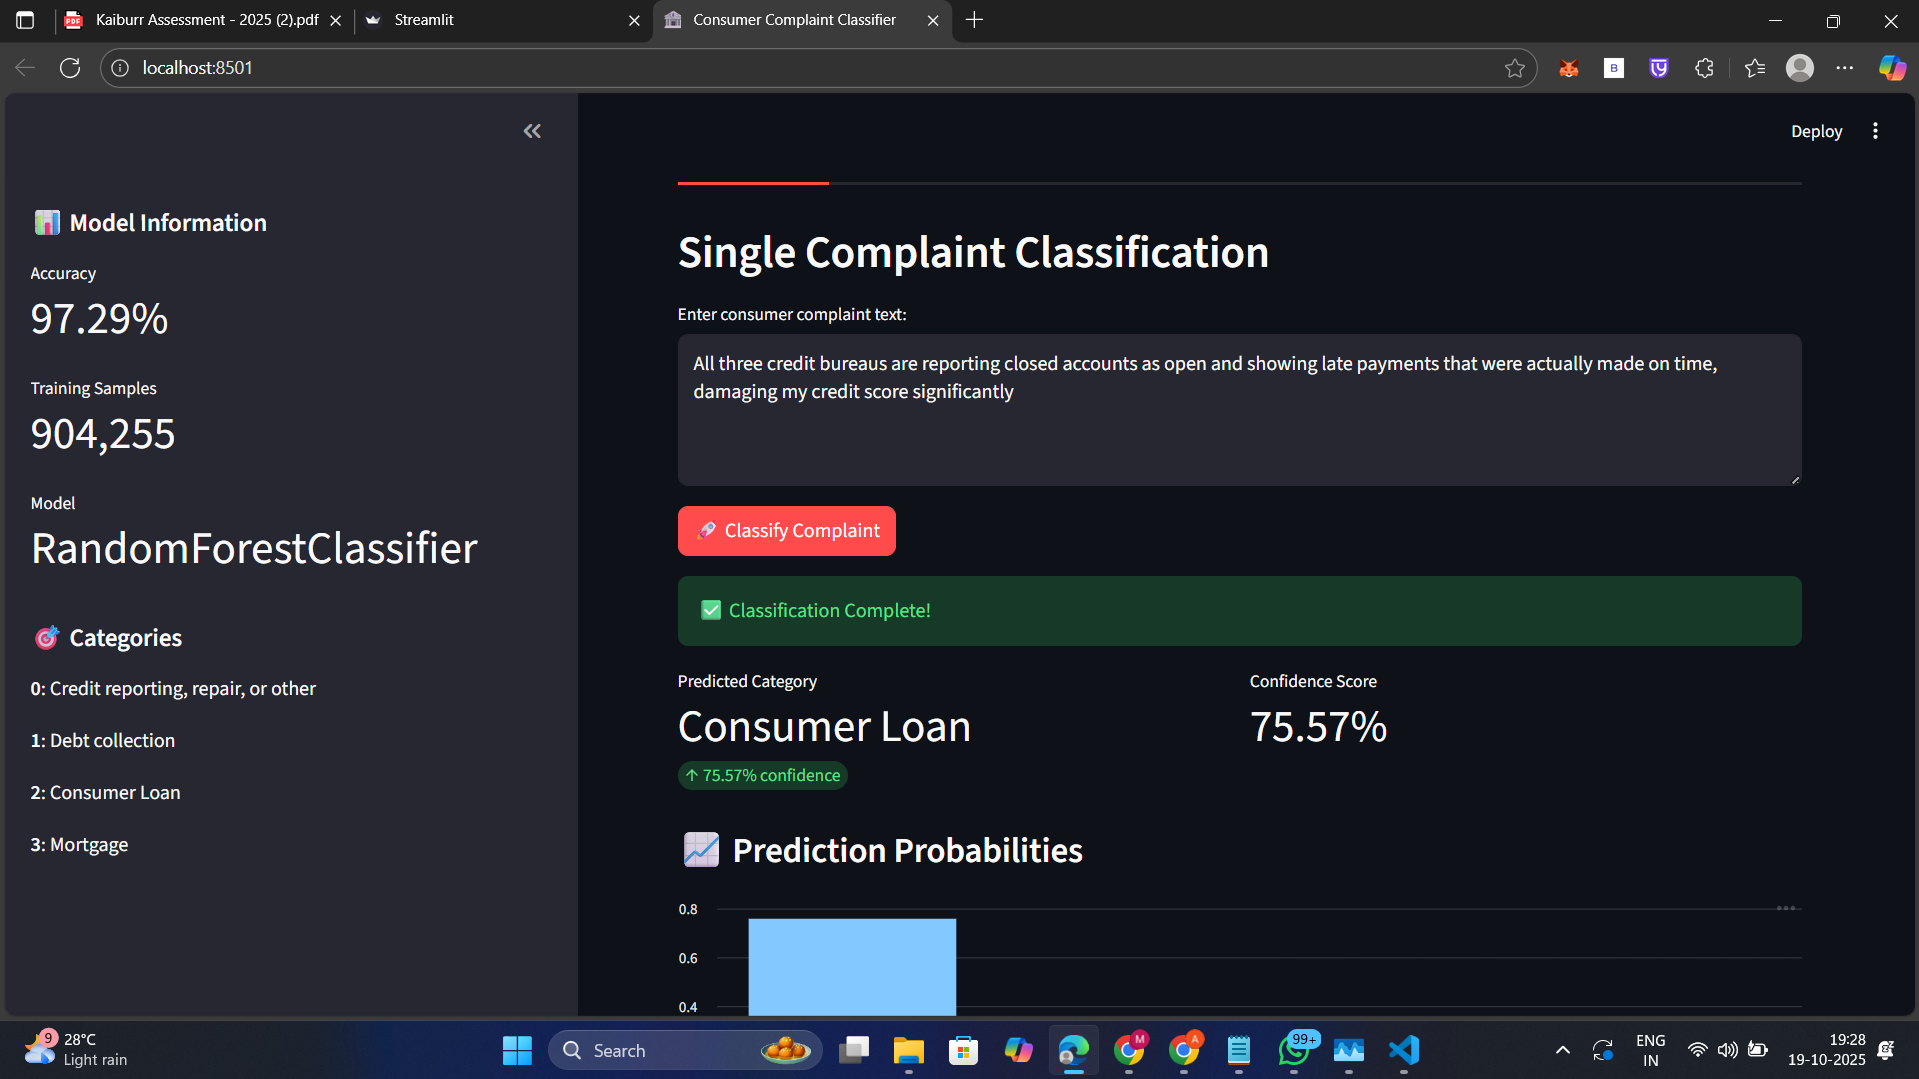 Kaiburr Assessment - 2025 (2).pdf
Streamlit
Consumer Complaint Classifier
localhost:8501
Deploy
Model Information
Accuracy
97.29%
Training Samples
904,255
Model
RandomForestClassifier
Categories
0: Credit reporting, repair, or other
1: Debt collection
2: Consumer Loan
3: Mortgage
Single Complaint Classification
Enter consumer complaint text:
All three credit bureaus are reporting closed accounts as open and showing late payments that were actually made on time,
damaging my credit score significantly
Classify Complaint
Classification Complete!
Predicted Category
Consumer Loan
↑ 75.57% confidence
Confidence Score
75.57%
Prediction Probabilities
0.8
0.6
0.4
9
28°C
Light rain
Search
M
A
99+
ENG
IN
19:28
19-10-2025